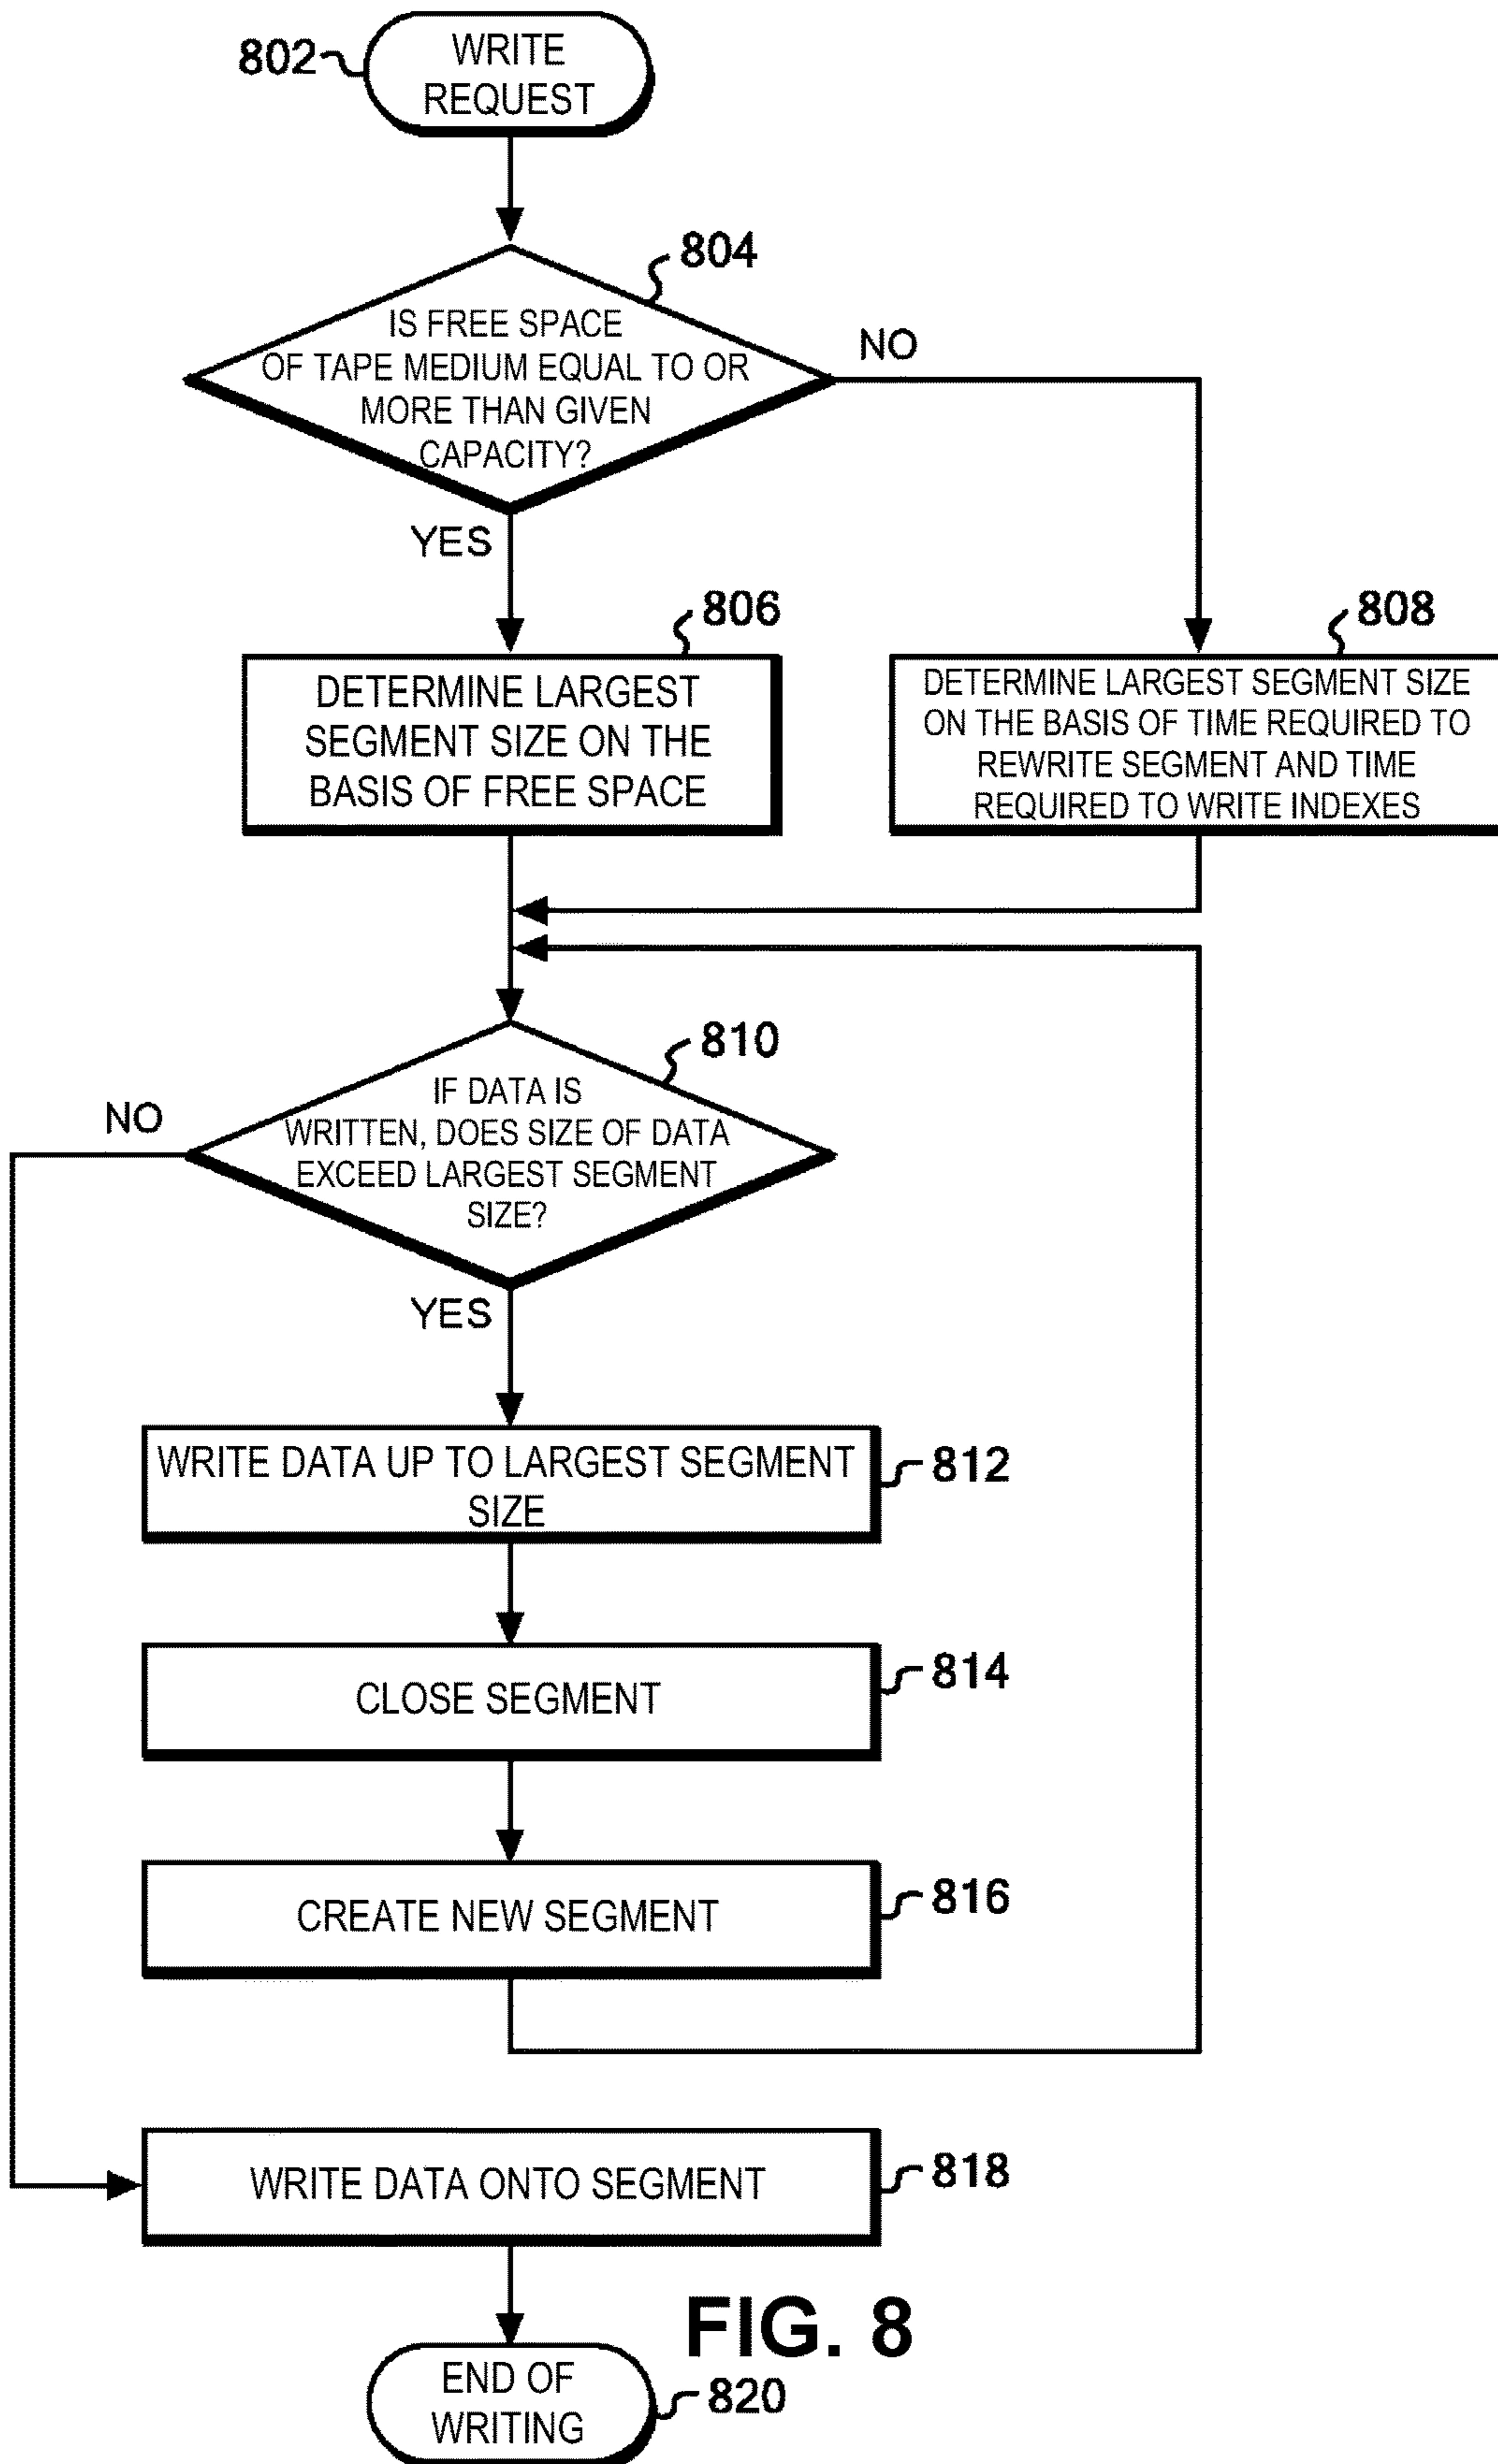 802
WRITE
REQUEST
804
IS FREE SPACE
OF TAPE MEDIUM EQUAL TO OR
MORE THAN GIVEN
CAPACITY?
NO
YES
806
DETERMINE LARGEST
SEGMENT SIZE ON THE
BASIS OF FREE SPACE
808
DETERMINE LARGEST SEGMENT SIZE
ON THE BASIS OF TIME REQUIRED TO
REWRITE SEGMENT AND TIME
REQUIRED TO WRITE INDEXES
810
IF DATA IS
WRITTEN, DOES SIZE OF DATA
EXCEED LARGEST SEGMENT
SIZE?
NO
YES
WRITE DATA UP TO LARGEST SEGMENT
SIZE
812
CLOSE SEGMENT
814
CREATE NEW SEGMENT
816
WRITE DATA ONTO SEGMENT
818
FIG. 8
END OF
WRITING
820